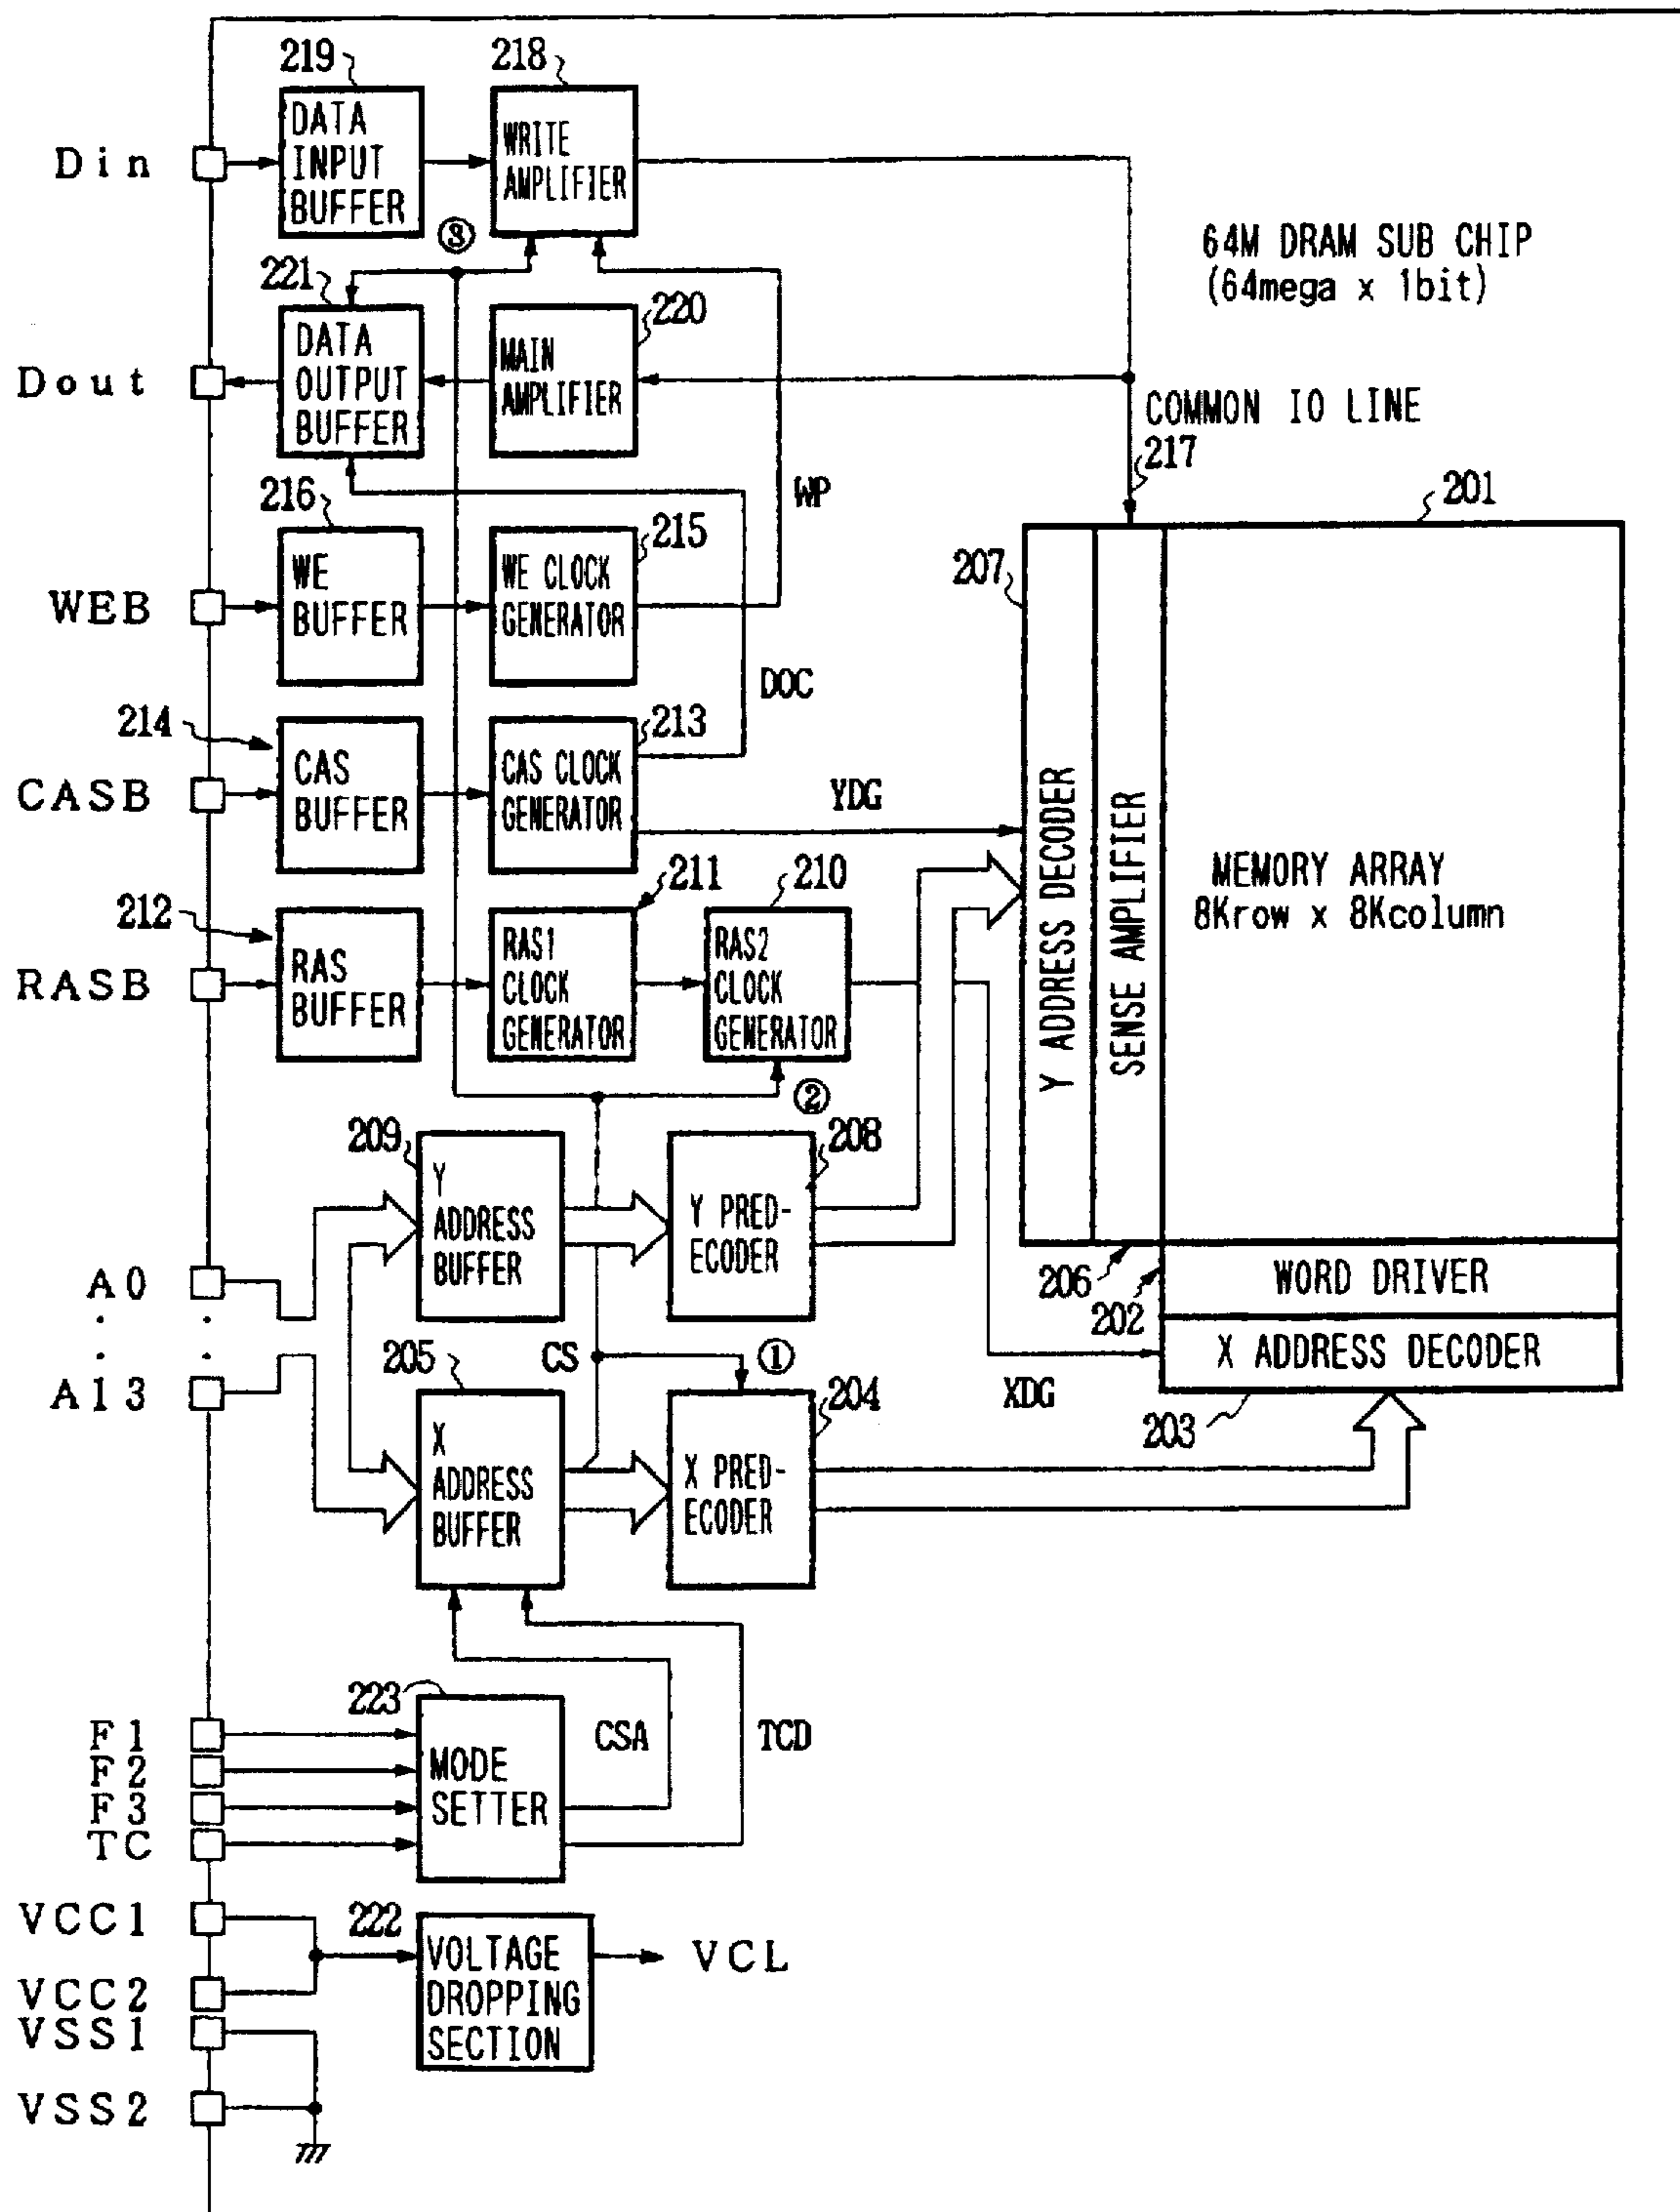 219
218
DATA
INPUT
BUFFER
WRITE
AMPLIFIER
Din
③
64M DRAM SUB CHIP
(64mega x 1bit)
221
220
DATA
OUTPUT
BUFFER
MAIN
AMPLIFIER
Dout
COMMON IO LINE
217
WP
201
216
215
207
WE
BUFFER
WE CLOCK
GENERATOR
WEB
DOC
214
213
CAS
BUFFER
CAS CLOCK
GENERATOR
CASB
YDG
Y ADDRESS DECODER
SENSE AMPLIFIER
MEMORY ARRAY
8Krow x 8Kcolumn
212
211
210
RAS
BUFFER
RAS1
CLOCK
GENERATOR
RAS2
CLOCK
GENERATOR
RASB
②
209
208
Y
ADDRESS
BUFFER
Y PRED-
ECODER
206
202
WORD DRIVER
X ADDRESS DECODER
203
XDG
A0
.
.
A13
205
CS
①
204
X
ADDRESS
BUFFER
X PRED-
ECODER
223
CSA
TCD
F1
F2
F3
TC
MODE
SETTER
VCC1
VCC2
VSS1
VSS2
222
VOLTAGE
DROPPING
SECTION
VCL